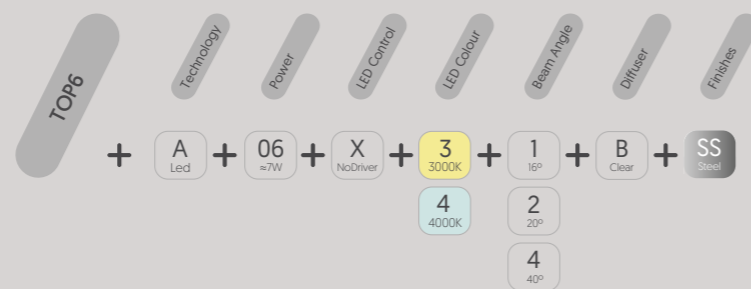 TOP6
Technology
Power
LED Control
LED Colour
Beam Angle
Diffuser
Finishes
+ A + 06 + X + 3 + 1 + B + SS
Led ≈7W NoDriver 3000K 16º Clear Steel
4 2
4000K 20º
4
40º